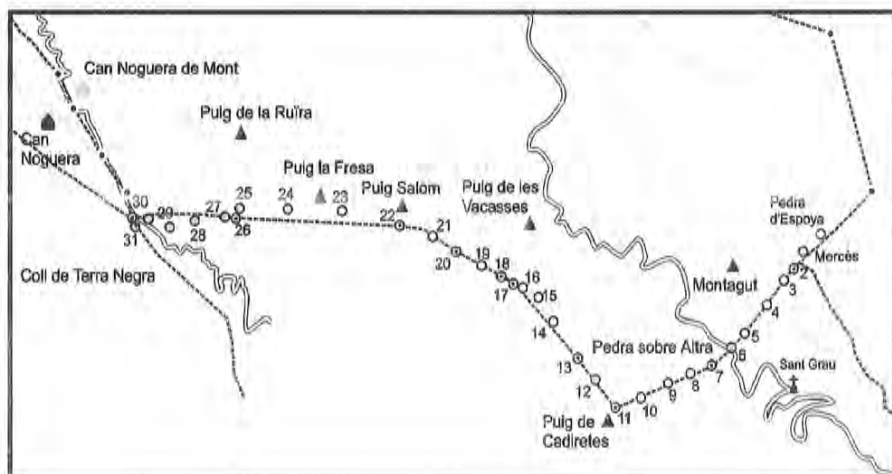 Can Noguera de Mont
Puig de la Ruïra
Can
Noguera
Puig la Fresa
Puig Salom
Puig de les
Vacasses
Pedra
d'Espoya
Mercès
Montagut
Coll de Terra Negra
Pedra sobre Altra
Sant Grau
Puig de
Cadiretes
30
29
31
28
27
25
26
24
23
22
21
20
19
18
17
16
15
14
13
12
11
10
9
8
7
6
5
4
3
2